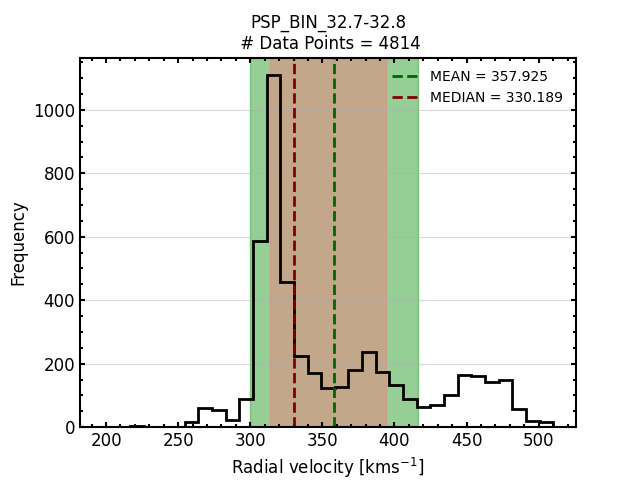 PSP_BIN_32.7-32.8
# Data Points = 4814
MEAN = 357.925
MEDIAN = 330.189
Frequency
1000
800
600
400
200
0
200 250 300 350 400 450 500
Radial velocity [kms⁻¹]